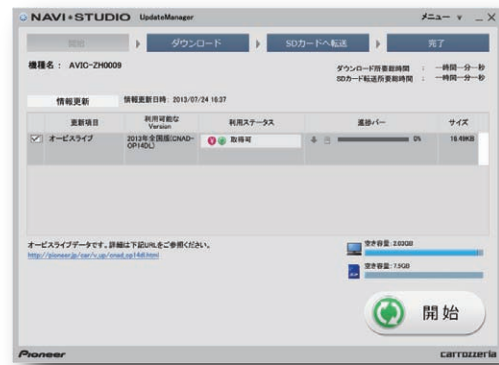 NAVI*STUDIO UpdateManager
メニュー ∨ _ X
開始 ダウンロード SDカードへ転送 完了
機種名 : AVIC-ZH0009
ダウンロード所要総時間 : --時間--分--秒
SDカード転送所要総時間 : --時間--分--秒
情報更新 情報更新日時 : 2013/07/24 16:37
更新項目 利用可能なVersion 利用ステータス 進捗バー サイズ
オービスライブ 2013年全国版(CNAD-OP14DL) 取得可 0% 18.49KB
オービスライブデータです。詳細は下記URLをご参照ください。
http://pioneer.jp/car/v_up/cnad_op14dl.html
空き容量: 2.03GB
空き容量: 7.5GB
開始
Pioneer
carrozzeria